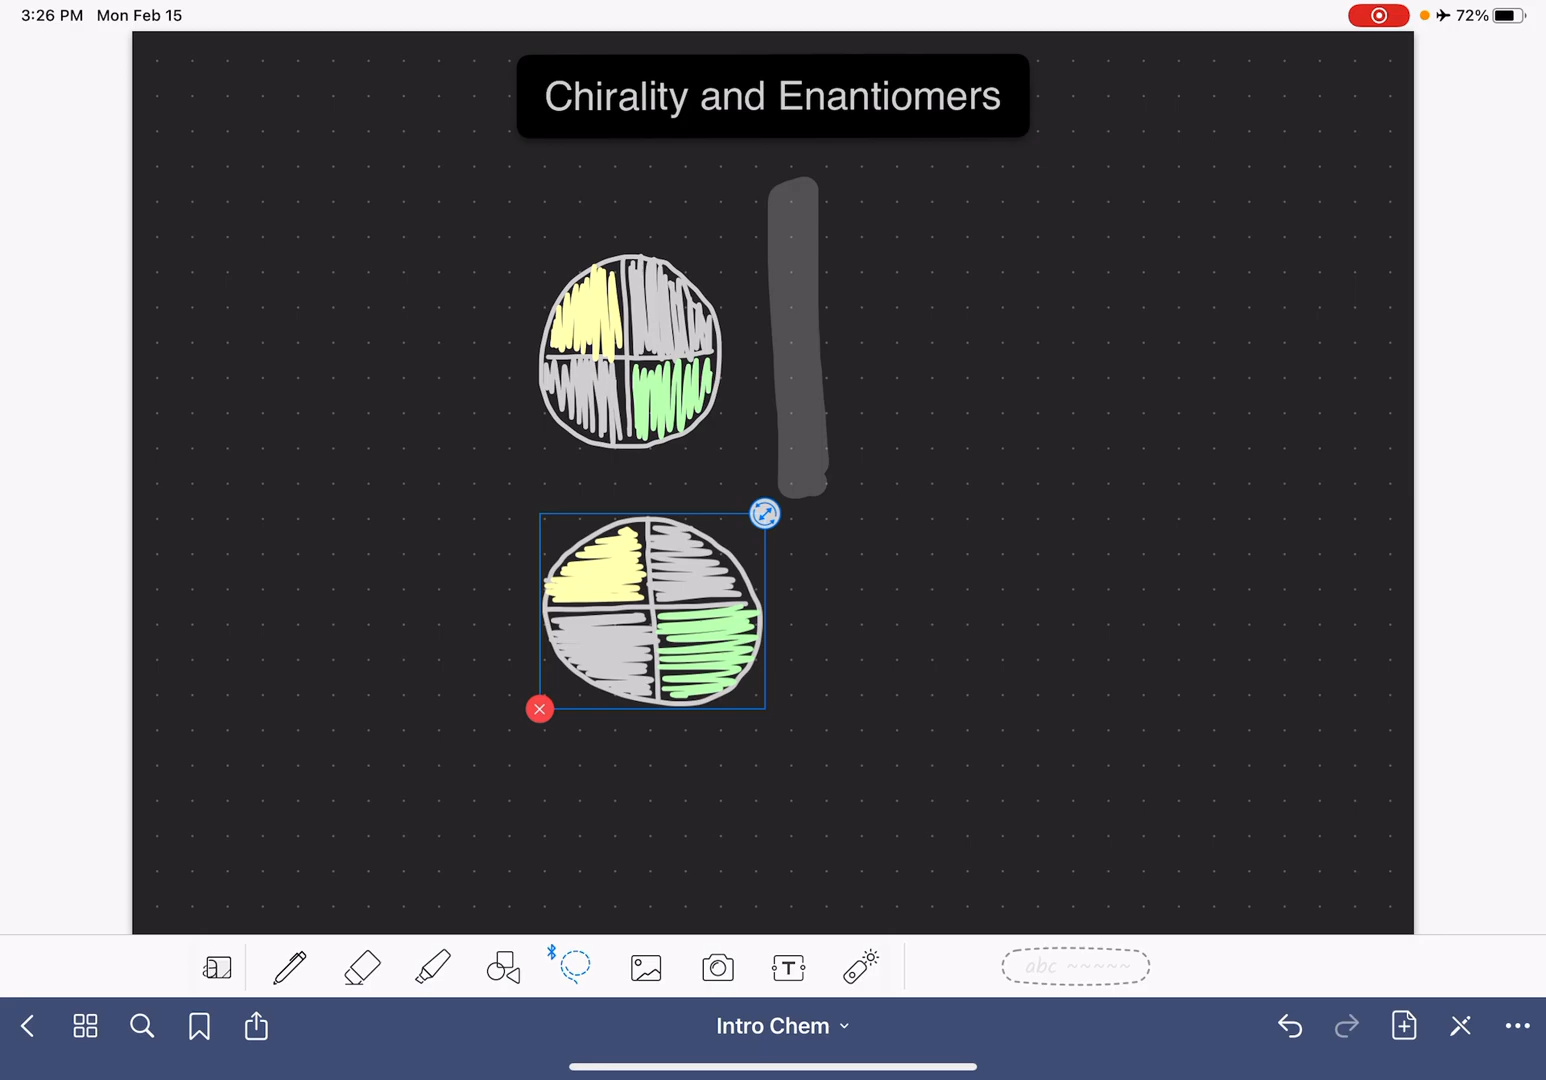 3:26 PM Mon Feb 15
72%
Chirality and Enantiomers
a
T
abc
Intro Chem